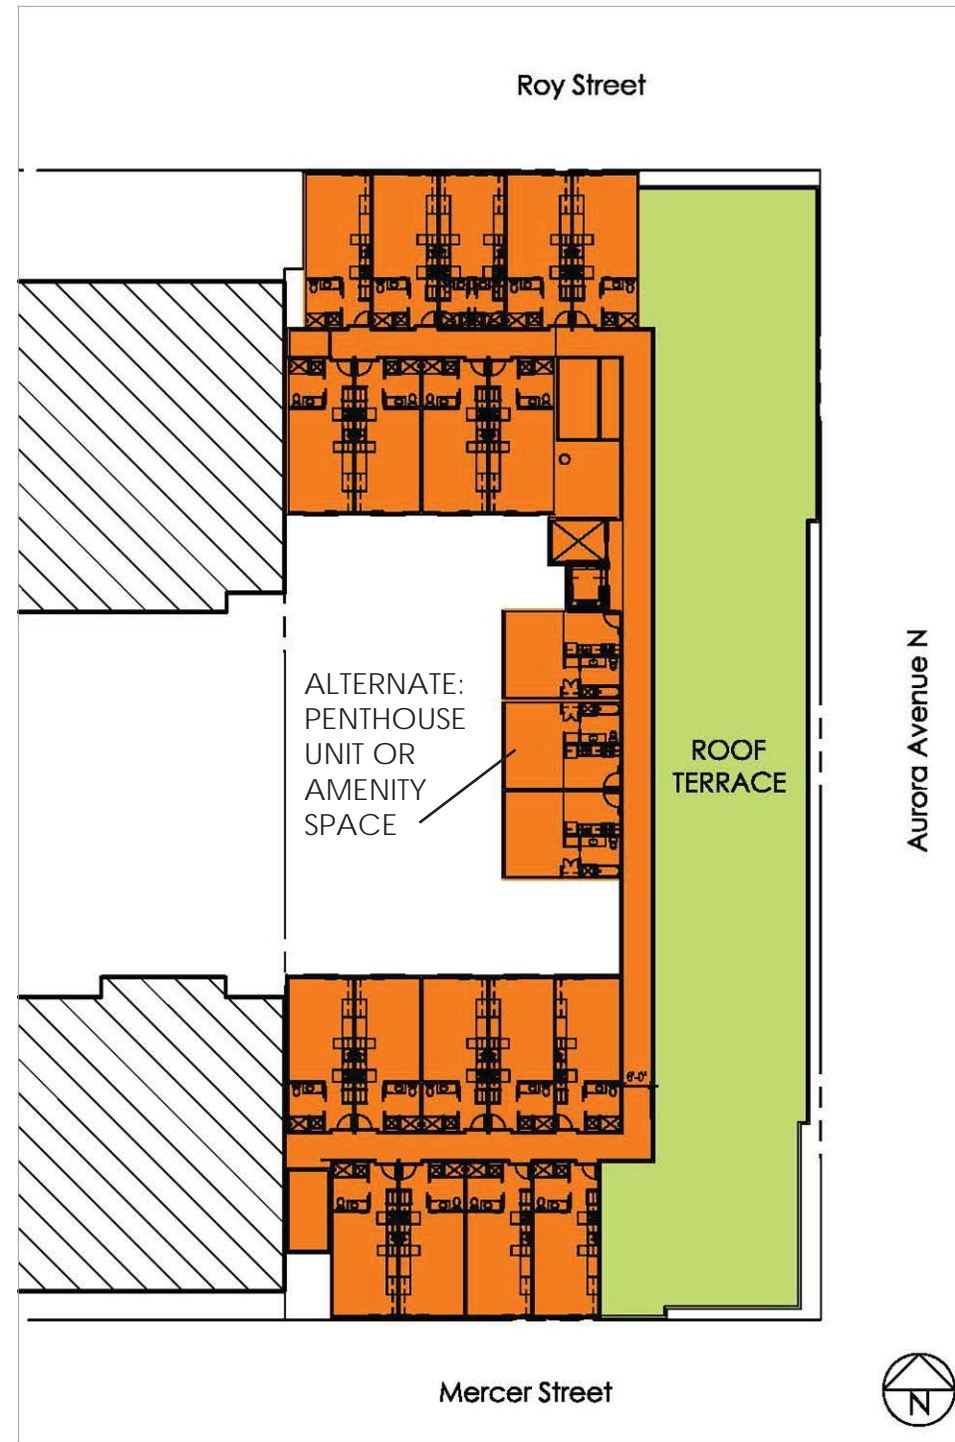 Roy Street
ALTERNATE:
PENTHOUSE
UNIT OR
AMENITY
SPACE
ROOF
TERRACE
Aurora Avenue N
6'-0"
Mercer Street
N